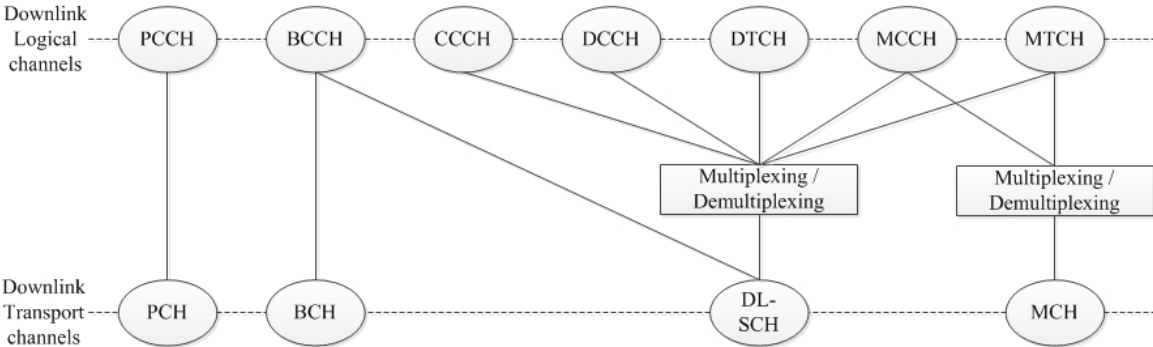 Downlink
Logical
channels
PCCH
BCCH
CCCH
DCCH
DTCH
MCCH
MTCH
Multiplexing /
Demultiplexing
Multiplexing /
Demultiplexing
Downlink
Transport
channels
PCH
BCH
DL-
SCH
MCH